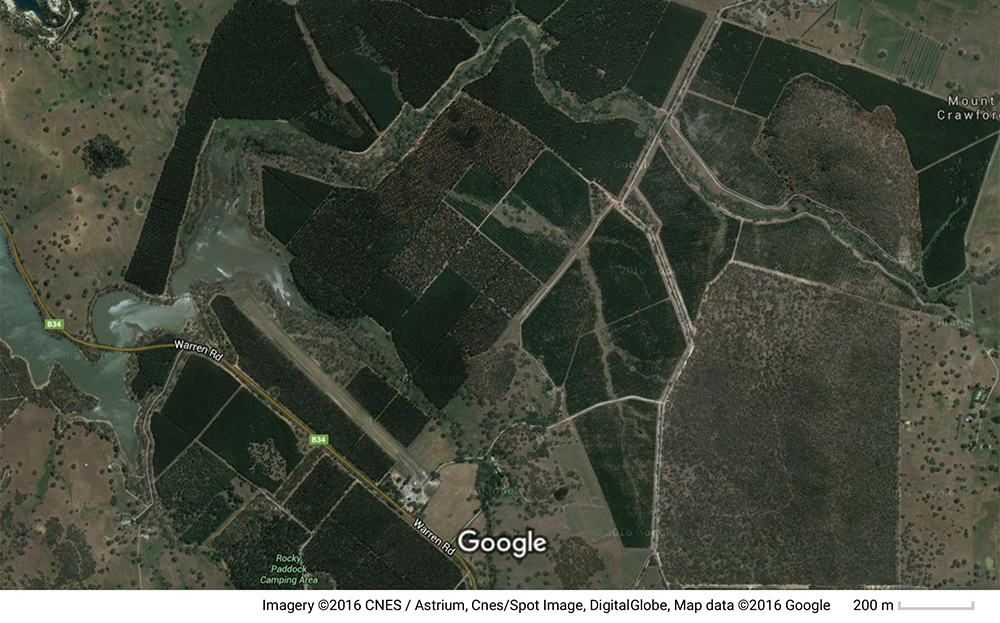 Mount
Crawfor
B34
Warren Rd
B34
Warren Rd
Google
Rocky
Paddock
Camping Area
Imagery ©2016 CNES / Astrium, Cnes/Spot Image, DigitalGlobe, Map data ©2016 Google
200 m